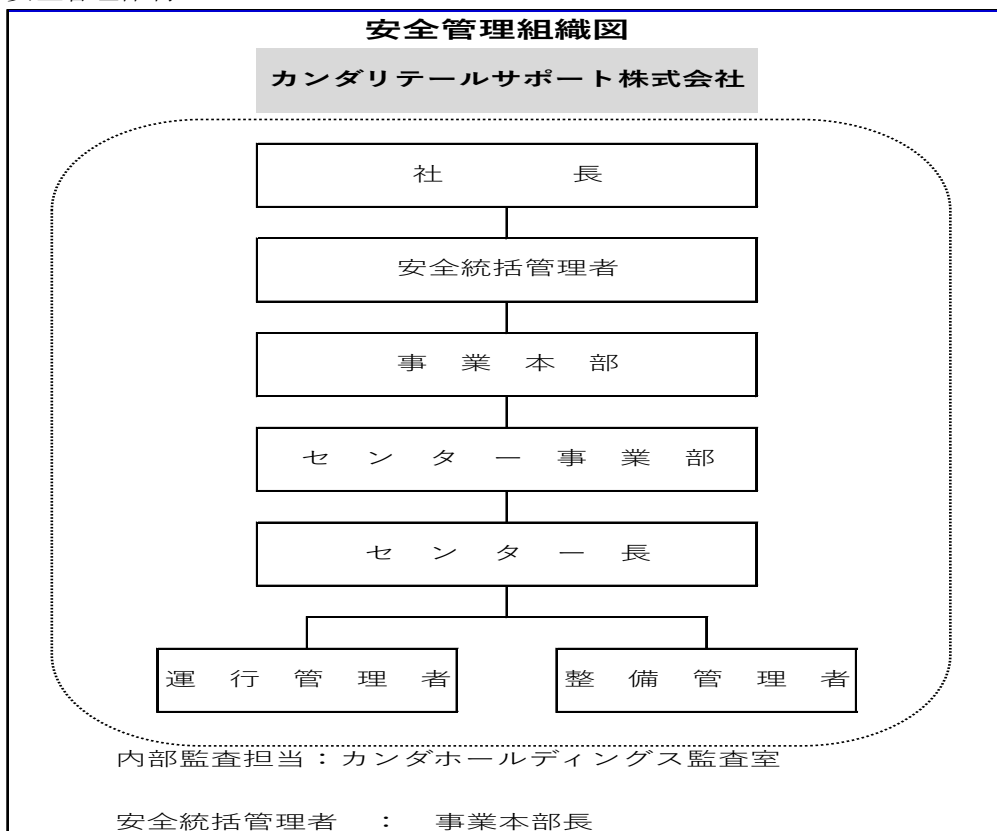 安全管理組織図
カンダリテールサポート株式会社
社 長
安全統括管理者
事 業 本 部
セ ン タ ー 事 業 部
セ ン タ ー 長
運 行 管 理 者
整 備 管 理 者
内部監査担当：カンダホールディングス監査室
安全統括管理者 ： 事業本部長